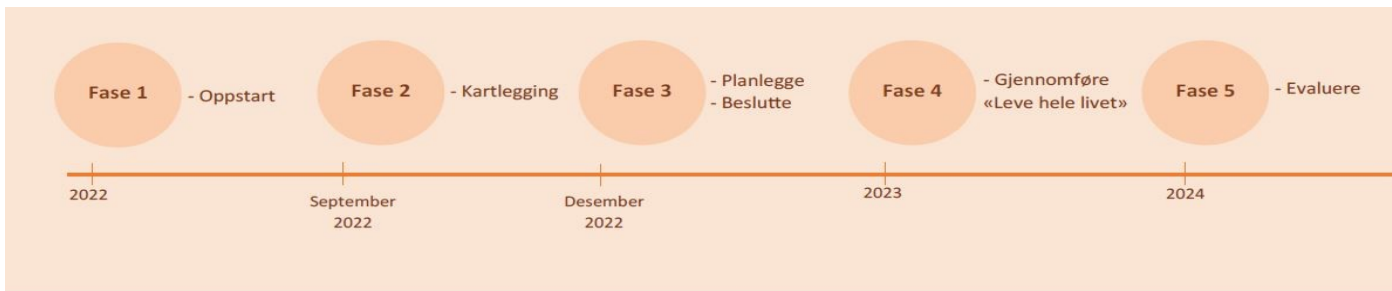 Fase 1
- Oppstart
Fase 2
- Kartlegging
Fase 3
- Planlegge
- Beslutte
Fase 4
- Gjennomføre
«Leve hele livet»
Fase 5
- Evaluere
2022
September
2022
Desember
2022
2023
2024